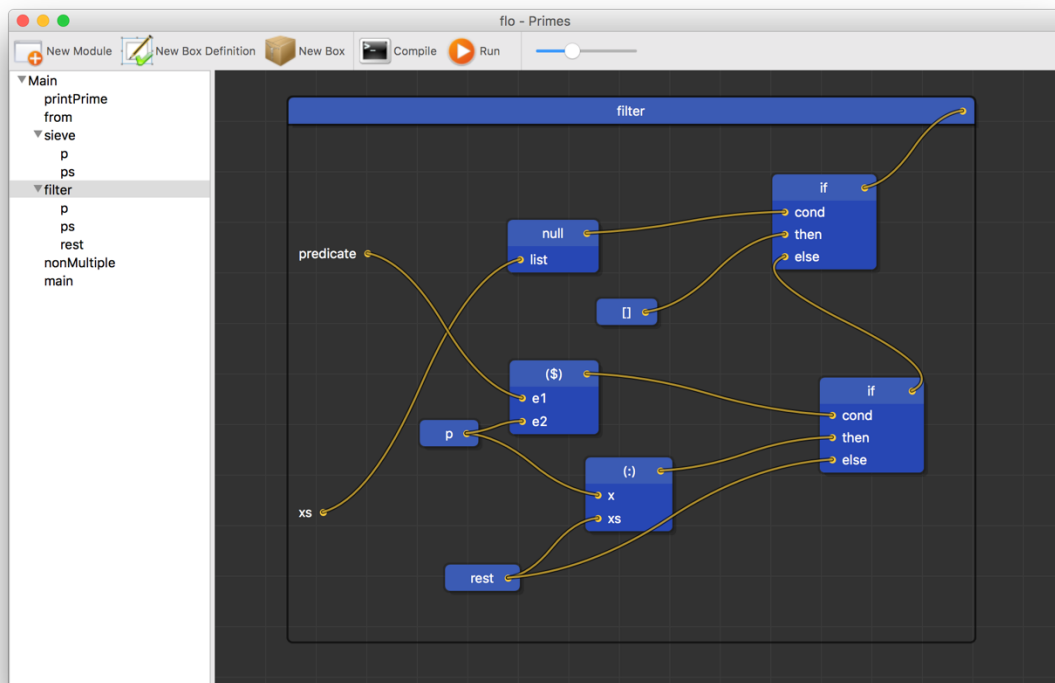 flo - Primes
New Module New Box Definition New Box Compile Run
Main
printPrime
from
sieve
p
ps
filter
p
ps
rest
nonMultiple
main
filter
if
cond
then
else
null
list
predicate
[]
($)
e1
e2
p
if
cond
then
else
(:)
x
xs
xs
rest